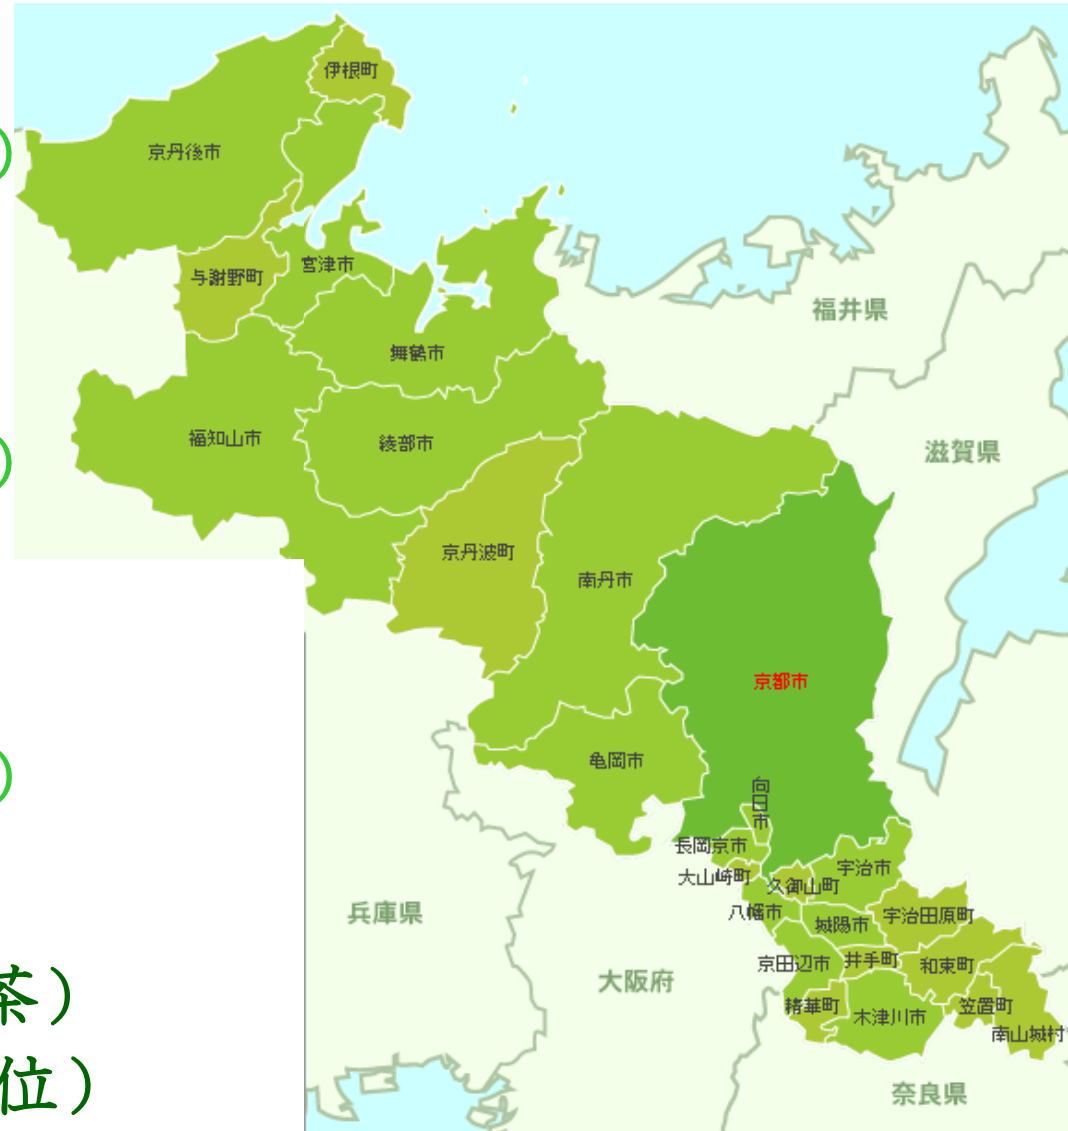 伊根町
京丹後市
与謝野町
宮津市
福井県
舞鶴市
福知山市
綾部市
滋賀県
京丹波町
南丹市
京都市
亀岡市
向日市
長岡京市
宇治市
大山崎町
久御山町
兵庫県
八幡市
城陽市
宇治田原町
京田辺市
井手町
和束町
大阪府
茶）
精華町
木津川市
笠置町
南山城村
位）
奈良県